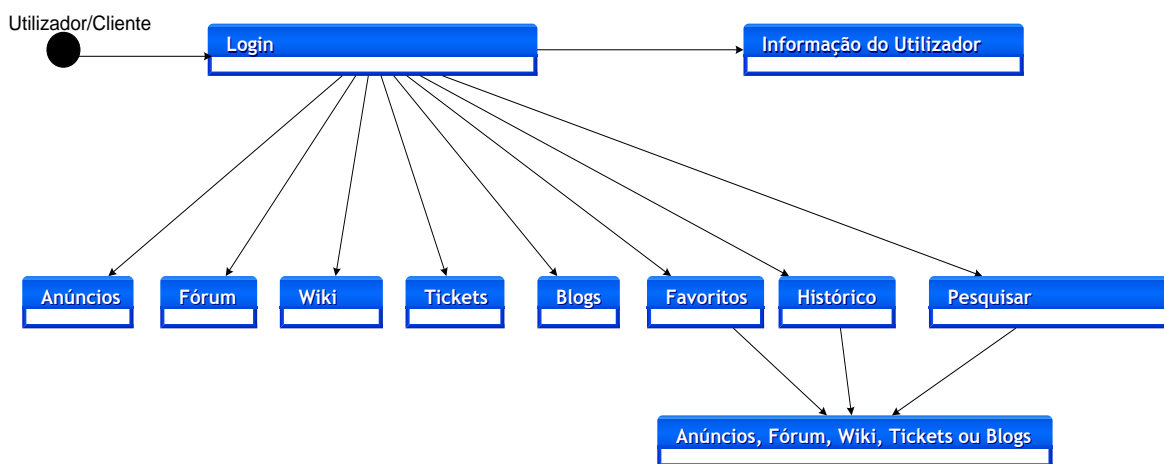 Utilizador/Cliente
Login
Informação do Utilizador
Anúncios
Fórum
Wiki
Tickets
Blogs
Favoritos
Histórico
Pesquisar
Anúncios, Fórum, Wiki, Tickets ou Blogs